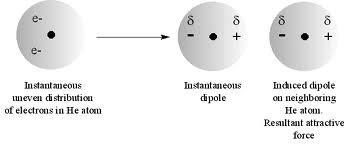 e-
e-
δ δ
- +
δ δ
- +
Instantaneous
uneven distribution
of electrons in He atom
Instantaneous
dipole
Induced dipole
on neighboring
He atom.
Resultant attractive
force